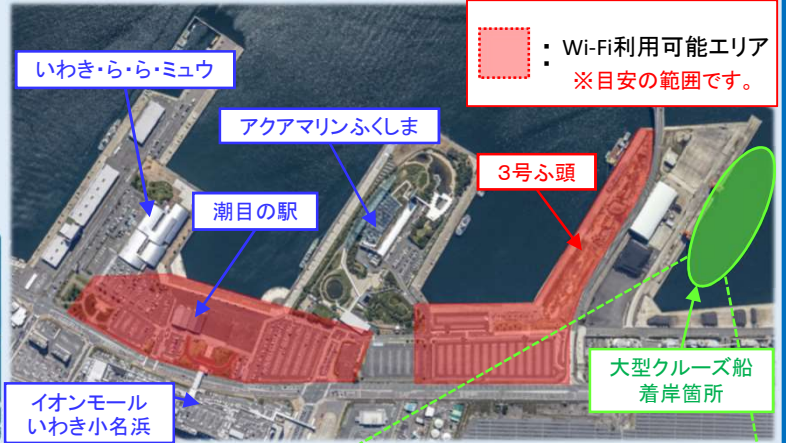 ：Wi-Fi利用可能エリア
※目安の範囲です。
いわき・ら・ら・ミュウ
アクアマリンふくしま
3号ふ頭
潮目の駅
大型クルーズ船
着岸箇所
イオンモール
いわき小名浜